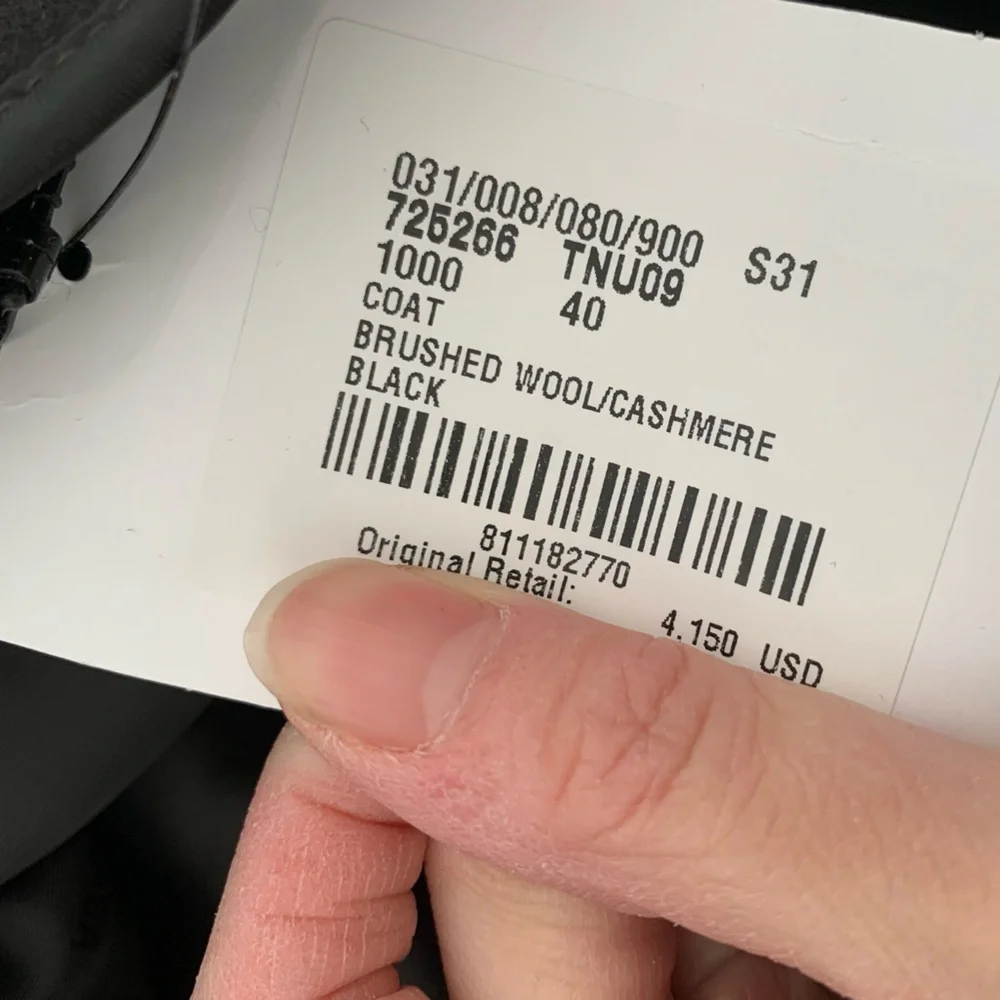 031/008/080/900 S31
725266 TNU09
1000 40
COAT
BRUSHED WOOL/CASHMERE
BLACK
811182770
Original Retail:
4.150 USD